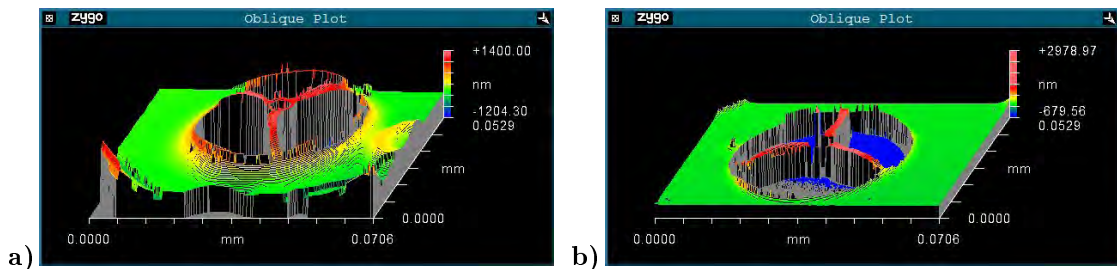 zygo Oblique Plot
+1400.00
nm
-1204.30
0.0529
mm
0.0000
0.0000 mm 0.0706
a)
zygo Oblique Plot
+2978.97
nm
-679.56
0.0529
mm
0.0000
0.0000 mm 0.0706
b)